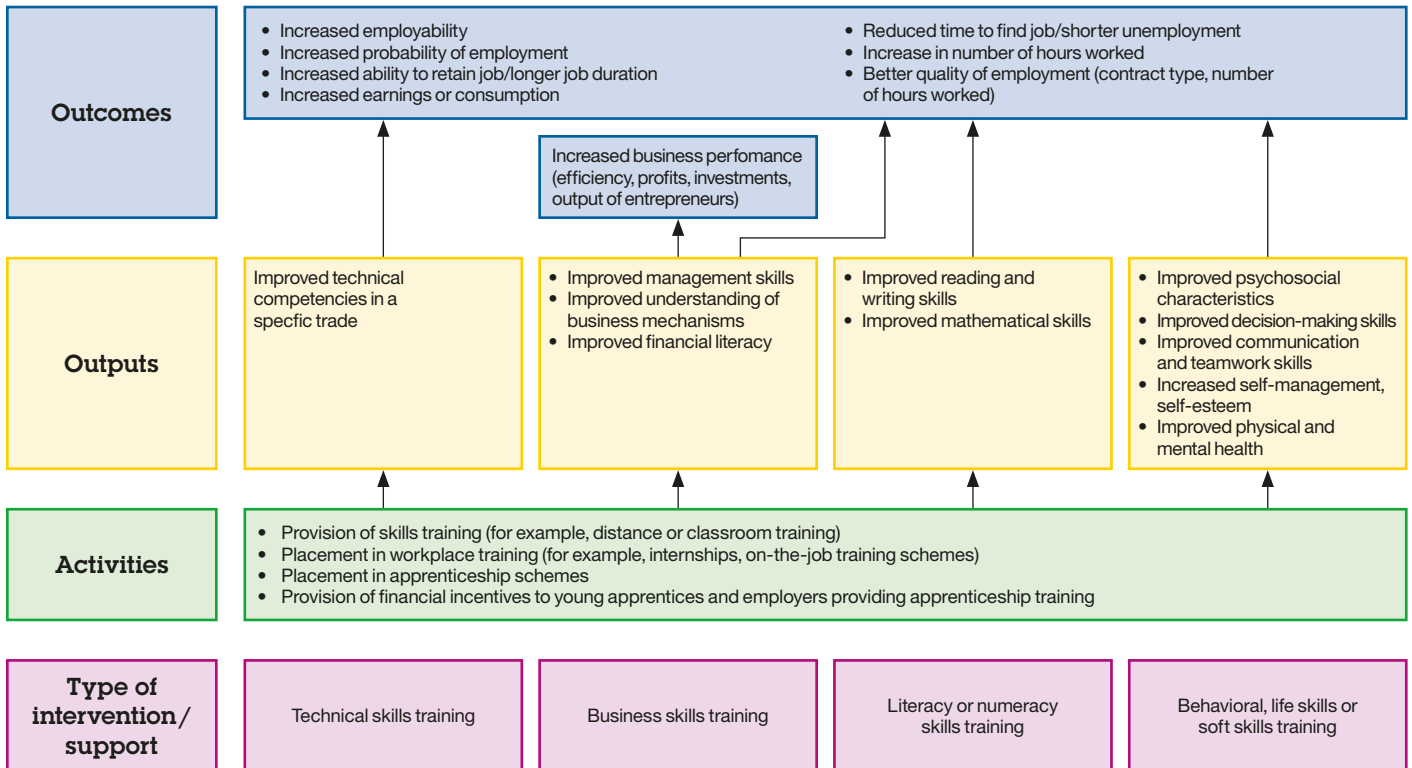 Outcomes
• Increased employability
• Increased probability of employment
• Increased ability to retain job/longer job duration
• Increased earnings or consumption
• Reduced time to find job/shorter unemployment
• Increase in number of hours worked
• Better quality of employment (contract type, number
of hours worked)
Increased business perfomance
(efficiency, profits, investments,
output of entrepreneurs)
Outputs
Improved technical
competencies in a
specfic trade
• Improved management skills
• Improved understanding of
business mechanisms
• Improved financial literacy
• Improved reading and
writing skills
• Improved mathematical skills
• Improved psychosocial
characteristics
• Improved decision-making skills
• Improved communication
and teamwork skills
• Increased self-management,
self-esteem
• Improved physical and
mental health
Activities
• Provision of skills training (for example, distance or classroom training)
• Placement in workplace training (for example, internships, on-the-job training schemes)
• Placement in apprenticeship schemes
• Provision of financial incentives to young apprentices and employers providing apprenticeship training
Type of
intervention/
support
Technical skills training
Business skills training
Literacy or numeracy
skills training
Behavioral, life skills or
soft skills training